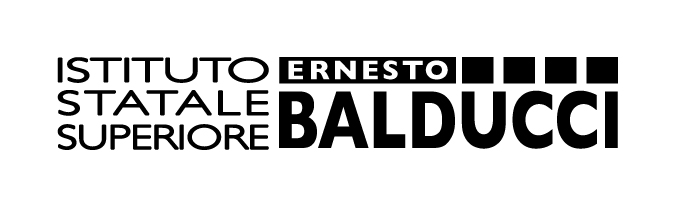 ISTITUTO
STATALE
SUPERIORE
ERNESTO
BALDUCCI